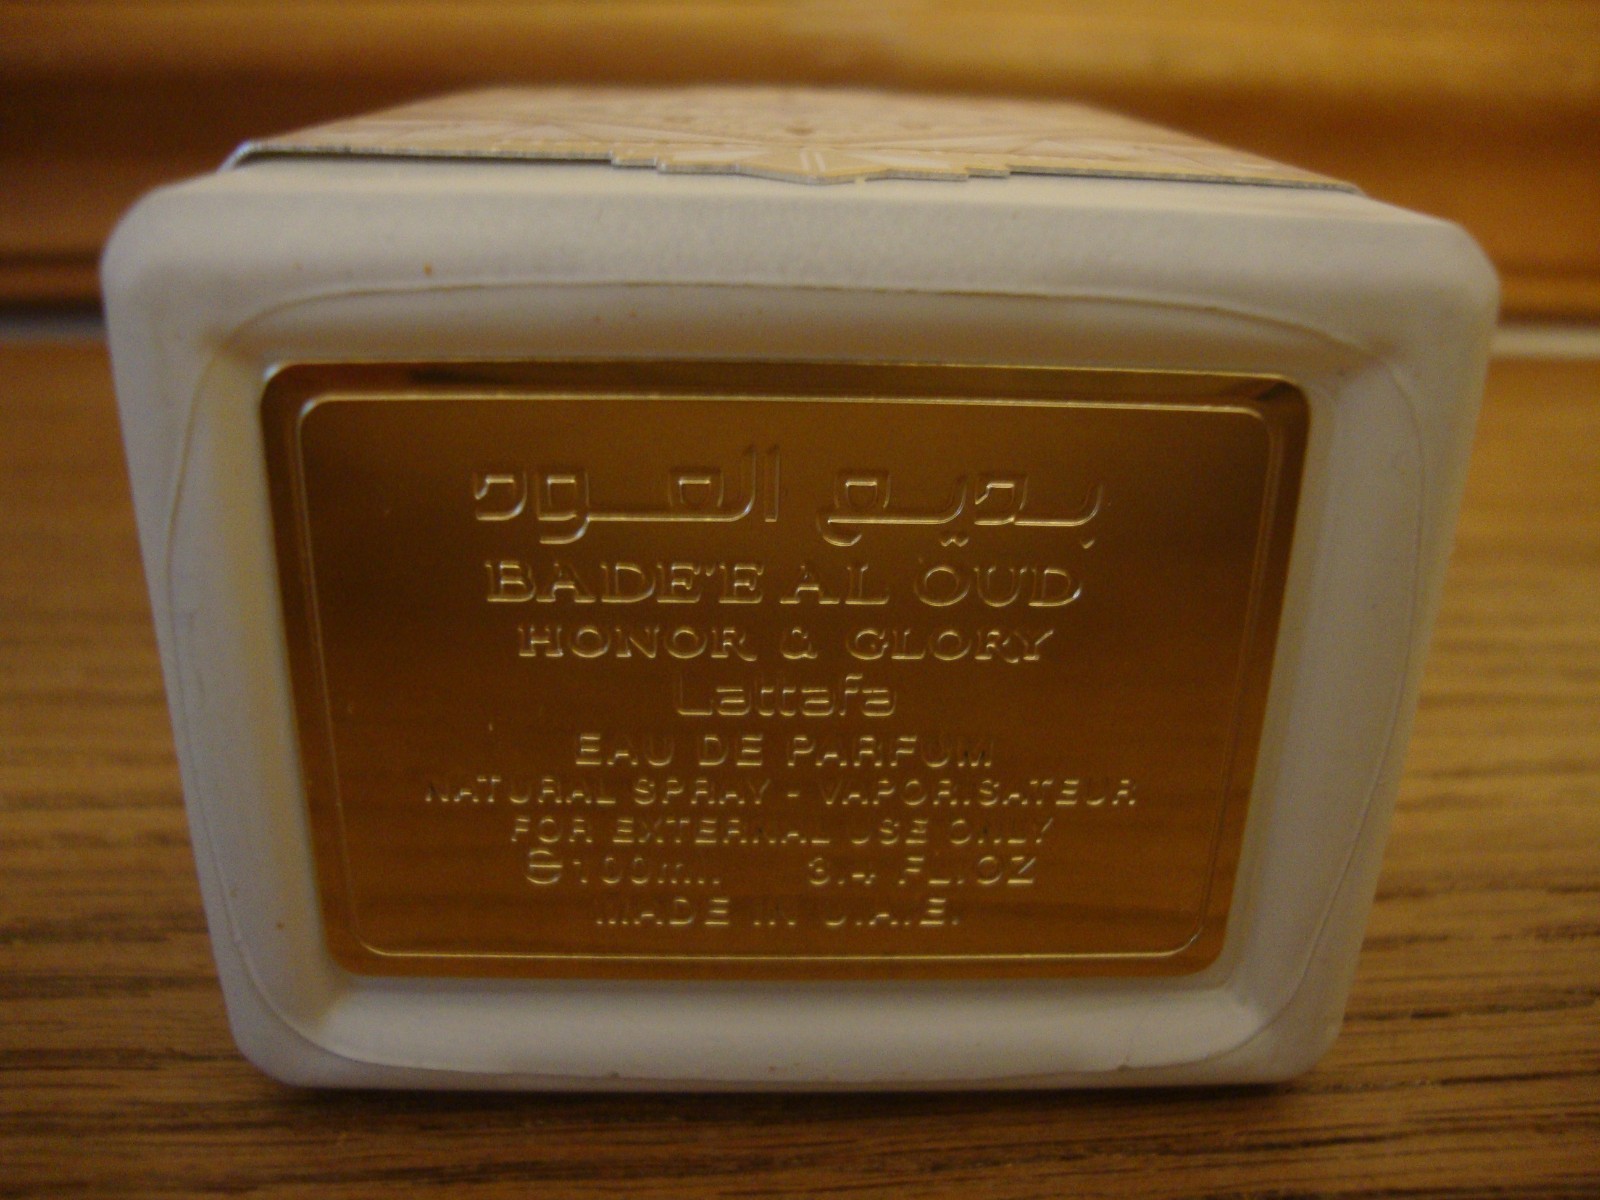 بديع العود
BADE'E AL OUD
HONOR & GLORY
Lattafa
EAU DE PARFUM
NATURAL SPRAY - VAPORISATEUR
FOR EXTERNAL USE ONLY
℮100ml. 3.4 FL.OZ
MADE IN U.A.E.